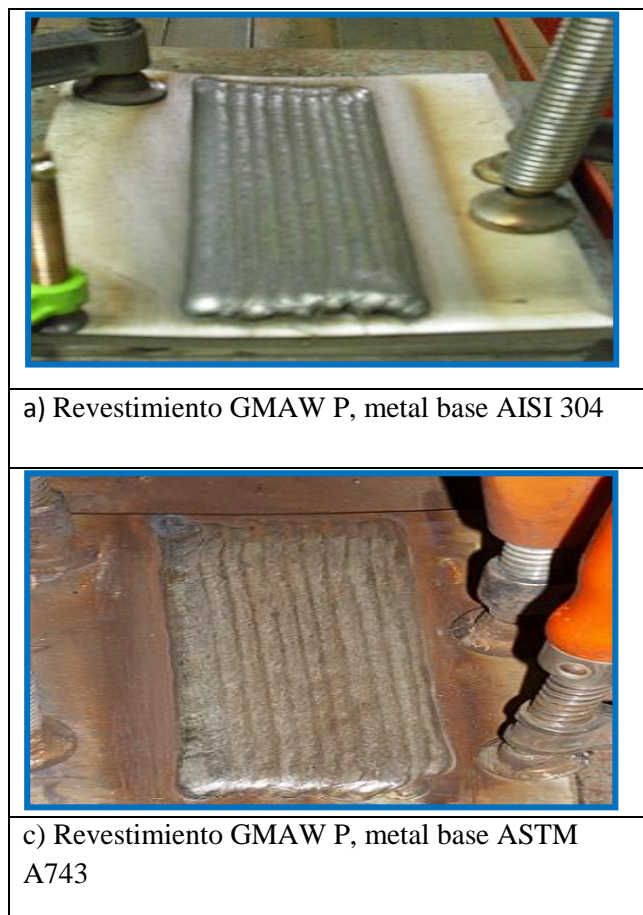 a) Revestimiento GMAW P, metal base AISI 304
c) Revestimiento GMAW P, metal base ASTM
A743